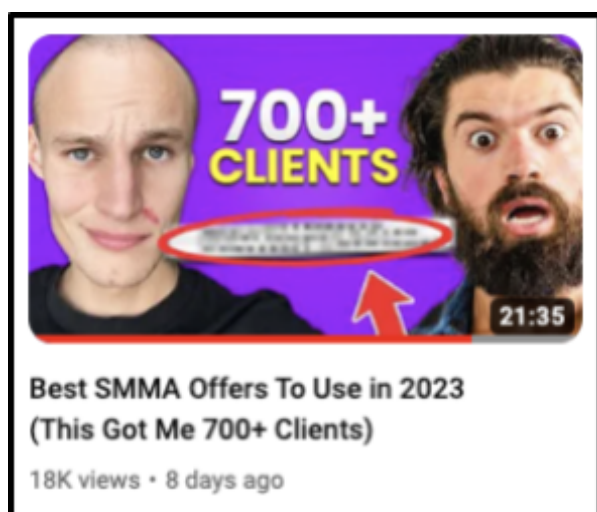 700+
CLIENTS
21:35
Best SMMA Offers To Use in 2023
(This Got Me 700+ Clients)
18K views • 8 days ago